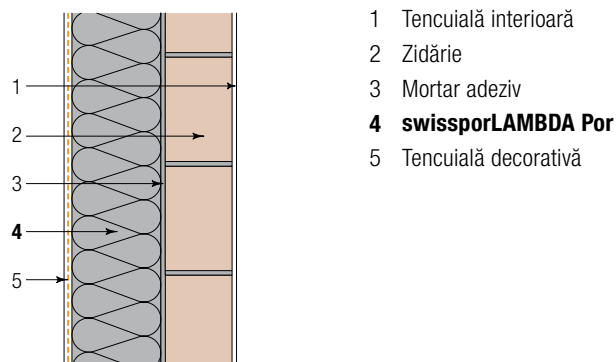 1
2
3
4
5
1 Tencuială interioară
2 Zidărie
3 Mortar adeziv
4 swissporLAMBDA Por
5 Tencuială decorativă